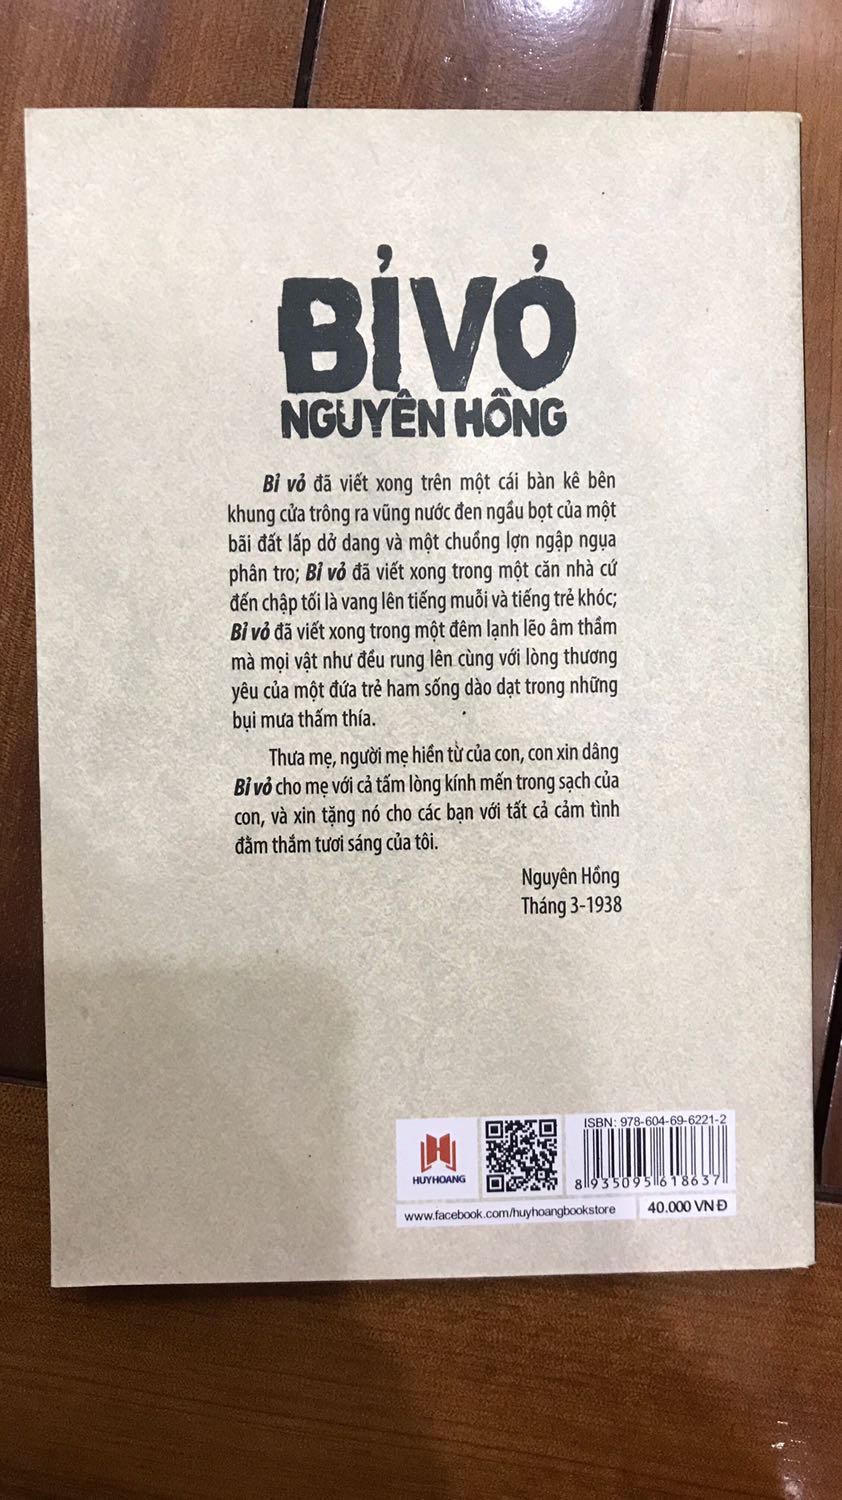 BỈ VỎ
NGUYÊN HỒNG
Bỉ vỏ đã viết xong trên một cái bàn kê bên
khung cửa trông ra vũng nước đen ngầu bọt của một
bãi đất lấp dở dang và một chuồng lợn ngập ngụa
phân tro; Bỉ vỏ đã viết xong trong một căn nhà cứ
đến chập tối là vang lên tiếng muỗi và tiếng trẻ khóc;
Bỉ vỏ đã viết xong trong một đêm lạnh lẽo âm thầm
mà mọi vật như đều rung lên cùng với lòng thương
yêu của một đứa trẻ ham sống dào dạt trong những
bụi mưa thấm thía.
Thưa mẹ, người mẹ hiền từ của con, con xin dâng
Bỉ vỏ cho mẹ với cả tấm lòng kính mến trong sạch của
con, và xin tặng nó cho các bạn với tất cả cảm tình
đằm thắm tươi sáng của tôi.
Nguyên Hồng
Tháng 3-1938
ISBN: 978-604-69-6221-2
HUYHOANG
8 935095 618637
www.facebook.com/huyhoangbookstore
40.000 VN Đ